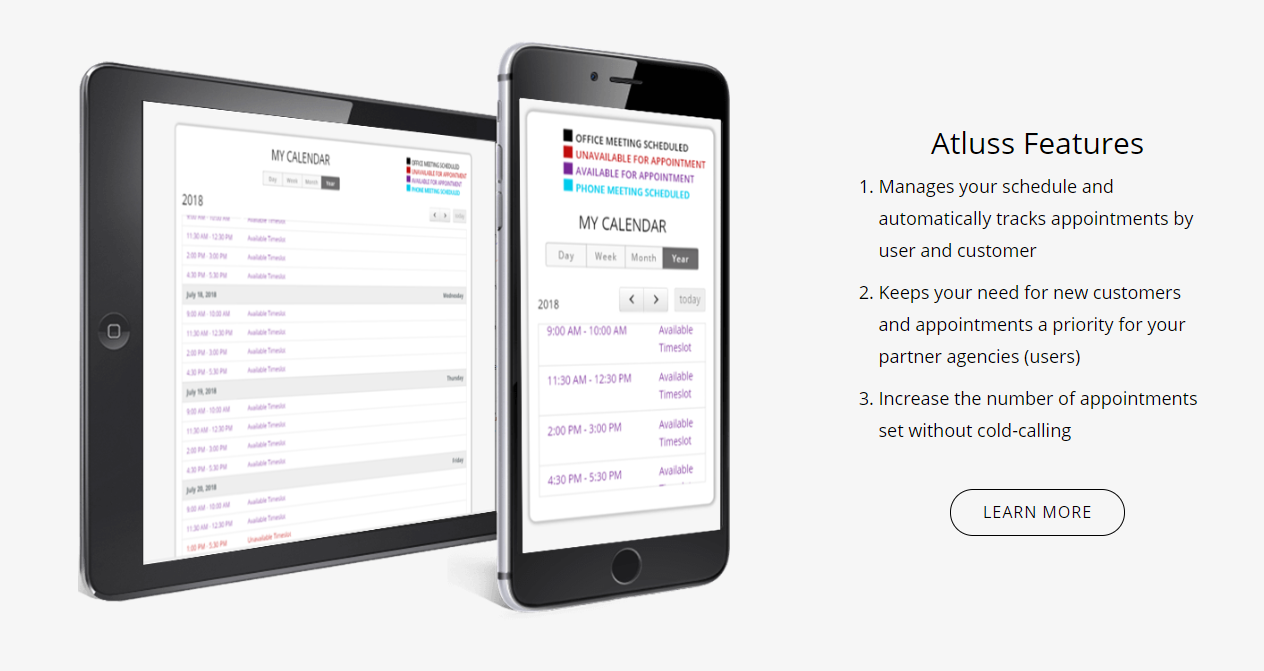 MY CALENDAR
OFFICE MEETING SCHEDULED
UNAVAILABLE FOR APPOINTMENT
AVAILABLE FOR APPOINTMENT
PHONE MEETING SCHEDULED
Day Week Month Year
2018
< > today
9:00 AM - 10:00 AM Available Timeslot
11:30 AM - 12:30 PM Available Timeslot
2:00 PM - 3:00 PM Available Timeslot
4:30 PM - 5:30 PM Available Timeslot
July 18, 2018 Wednesday
9:00 AM - 10:00 AM Available Timeslot
11:30 AM - 12:30 PM Available Timeslot
2:00 PM - 3:00 PM Available Timeslot
4:30 PM - 5:30 PM Available Timeslot
July 19, 2018 Thursday
9:00 AM - 10:00 AM Available Timeslot
11:30 AM - 12:30 PM Available Timeslot
2:00 PM - 3:00 PM Available Timeslot
4:30 PM - 5:30 PM Available Timeslot
July 20, 2018 Friday
9:00 AM - 10:00 AM Available Timeslot
11:30 AM - 12:30 PM Available Timeslot
1:00 PM - 5:30 PM Unavailable Timeslot
OFFICE MEETING SCHEDULED
UNAVAILABLE FOR APPOINTMENT
AVAILABLE FOR APPOINTMENT
PHONE MEETING SCHEDULED
MY CALENDAR
Day Week Month Year
2018 < > today
9:00 AM - 10:00 AM Available
Timeslot
11:30 AM - 12:30 PM Available
Timeslot
2:00 PM - 3:00 PM Available
Timeslot
4:30 PM - 5:30 PM Available
Atluss Features
1. Manages your schedule and
automatically tracks appointments by
user and customer
2. Keeps your need for new customers
and appointments a priority for your
partner agencies (users)
3. Increase the number of appointments
set without cold-calling
LEARN MORE